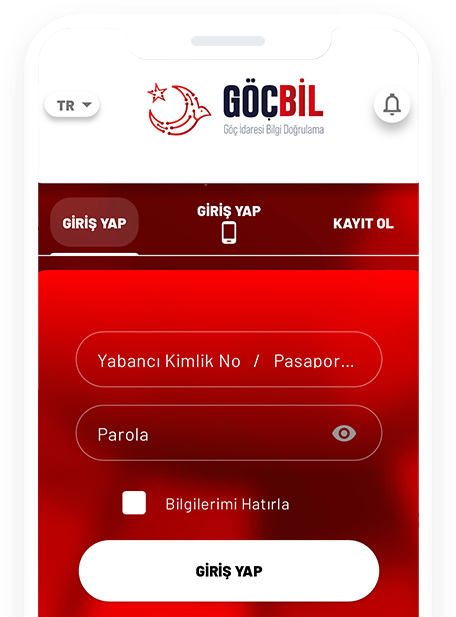 TR
GÖÇBİL
Göç İdaresi Bilgi Doğrulama
GİRİŞ YAP
GİRİŞ YAP
KAYIT OL
Yabancı Kimlik No / Pasapor...
Parola
Bilgilerimi Hatırla
GİRİŞ YAP